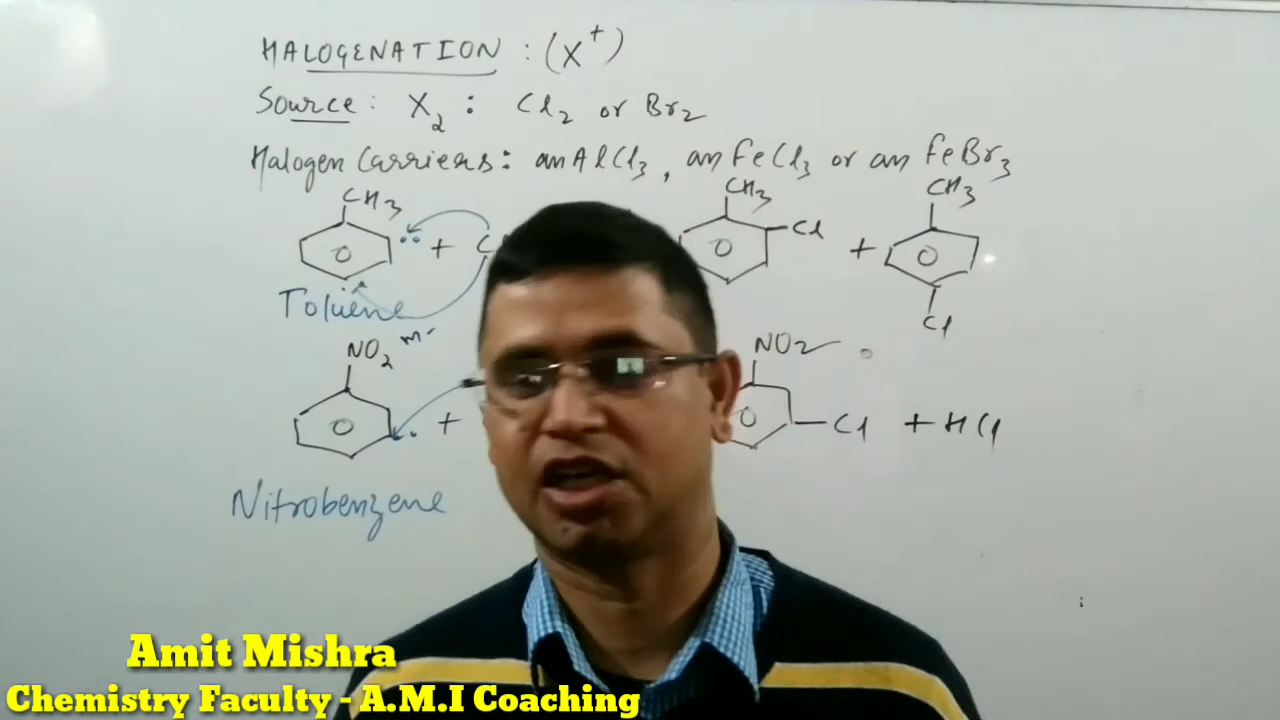 HALOGENATION : (X⁺)
Source : X₂ : Cl₂ or Br₂
Halogen Carriers : an AlCl₃, an FeCl₃ or an FeBr₃
CH₃ CH₃ CH₃
+ C Cl +
Toluene Cl
NO₂ m- NO₂
+ Cl + HCl
Nitrobenzene
Amit Mishra
Chemistry Faculty - A.M.I Coaching